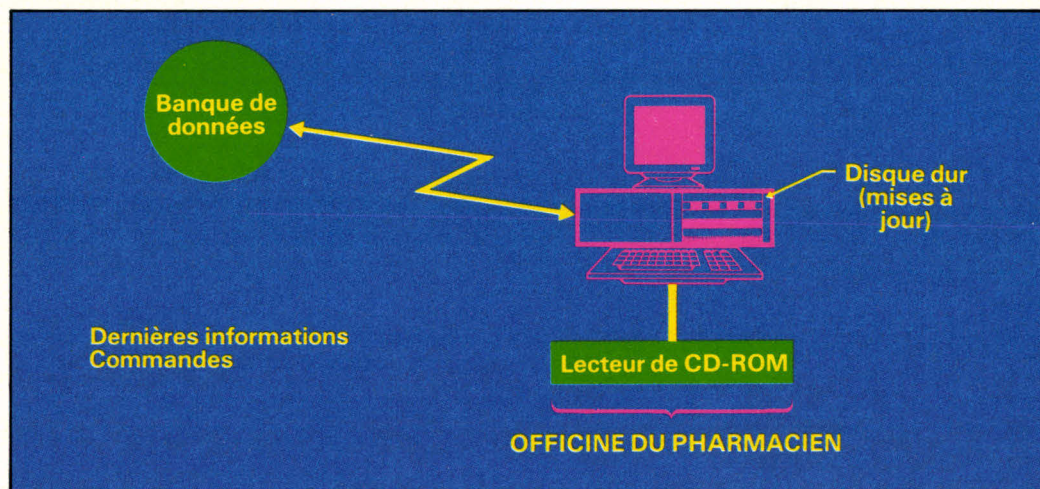 Banque de
données
Disque dur
(mises à
jour)
Dernières informations
Commandes
Lecteur de CD-ROM
OFFICINE DU PHARMACIEN